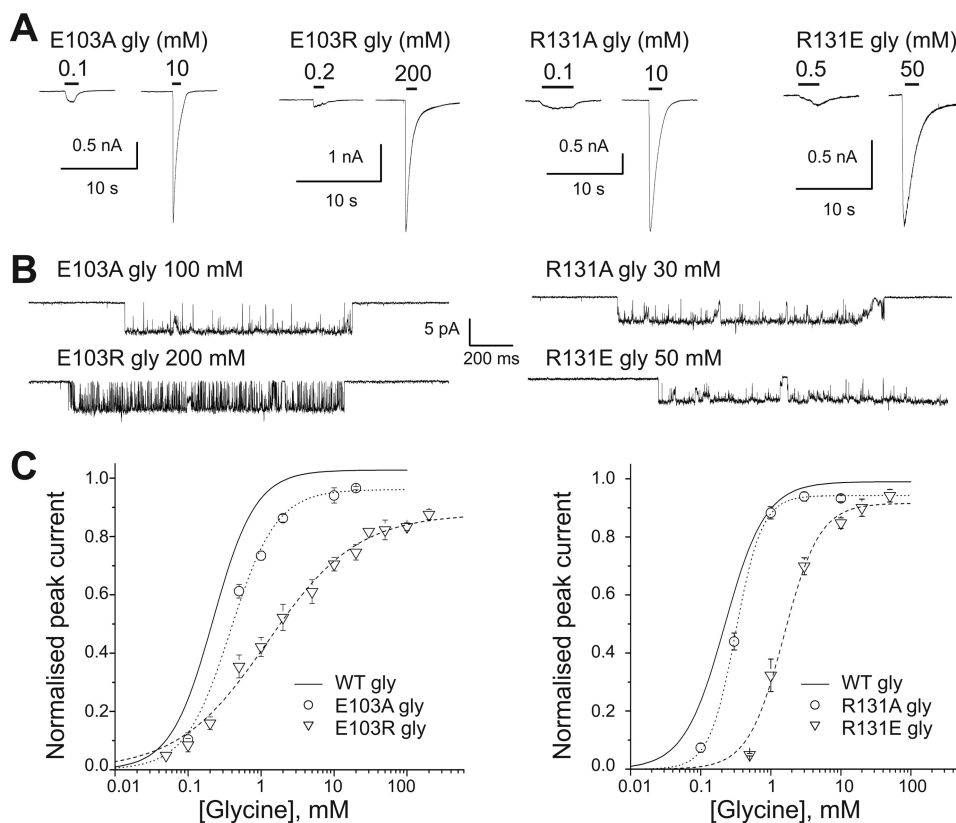 A
E103A gly (mM)
0.1 10
0.5 nA
10 s
E103R gly (mM)
0.2 200
1 nA
10 s
R131A gly (mM)
0.1 10
0.5 nA
10 s
R131E gly (mM)
0.5 50
0.5 nA
10 s
B
E103A gly 100 mM
R131A gly 30 mM
5 pA
200 ms
E103R gly 200 mM
R131E gly 50 mM
C
Normalised peak current
1.0
0.8
0.6
0.4
0.2
0.0
WT gly
E103A gly
E103R gly
0.01 0.1 1 10 100
[Glycine], mM
Normalised peak current
1.0
0.8
0.6
0.4
0.2
0.0
WT gly
R131A gly
R131E gly
0.01 0.1 1 10 100
[Glycine], mM